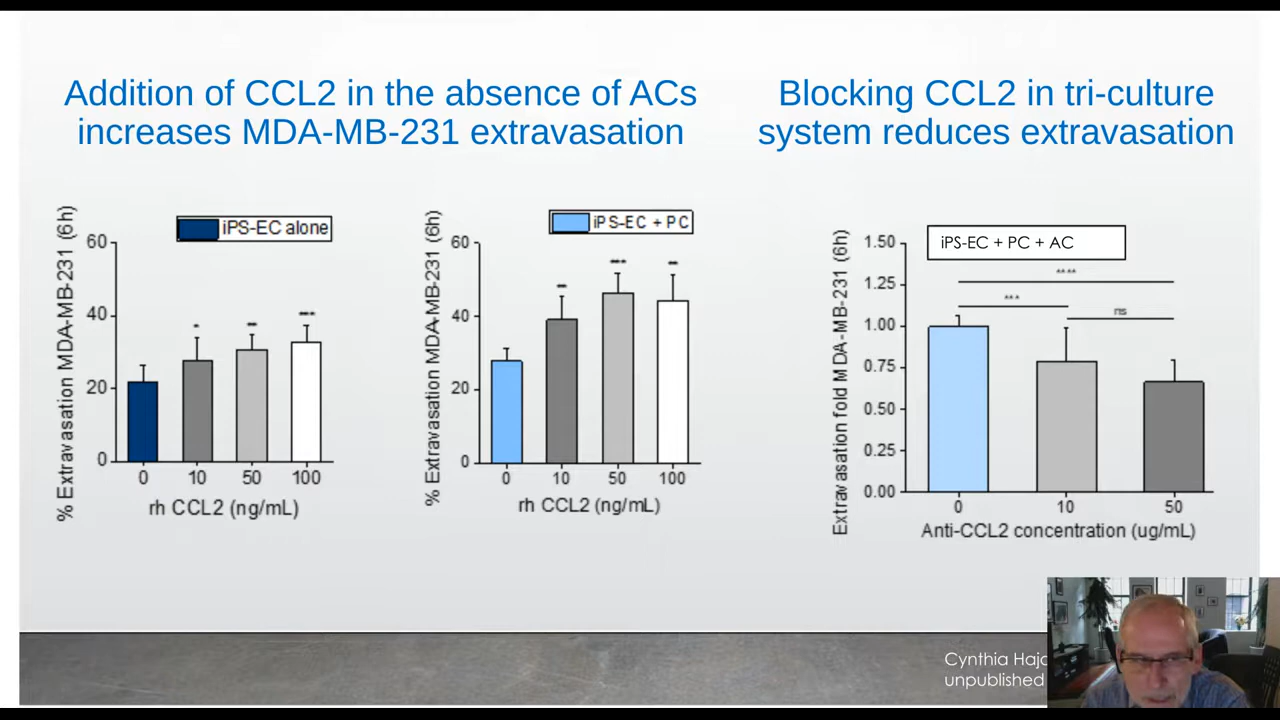 Addition of CCL2 in the absence of ACs
increases MDA-MB-231 extravasation
Blocking CCL2 in tri-culture
system reduces extravasation
% Extravasation MDA-MB-231 (6h)
iPS-EC alone
60
40
20
0
*
**
***
0 10 50 100
rh CCL2 (ng/mL)
% Extravasation MDA-MB-231 (6h)
iPS-EC + PC
60
40
20
0
**
***
**
0 10 50 100
rh CCL2 (ng/mL)
Extravasation fold MDA-MB-231 (6h)
iPS-EC + PC + AC
1.50
1.25
1.00
0.75
0.50
0.25
0.00
****
***
ns
0 10 50
Anti-CCL2 concentration (ug/mL)
Cynthia
unpublished